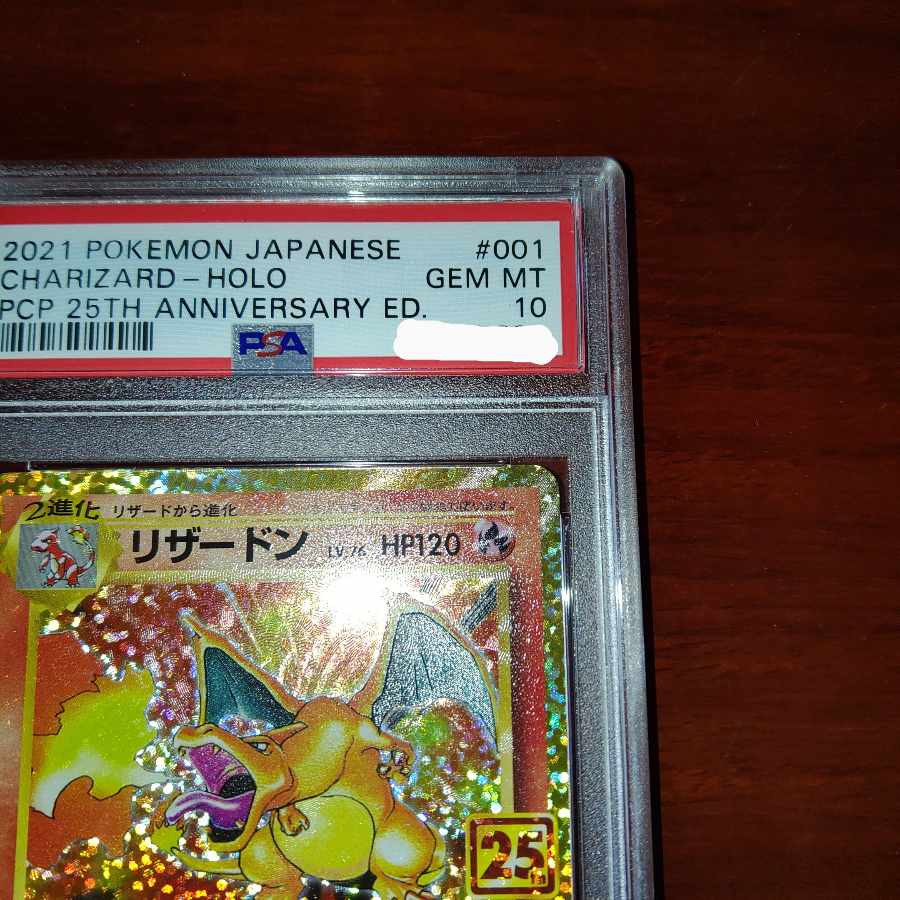 2021 POKEMON JAPANESE #001
CHARIZARD - HOLO GEM MT
PCP 25TH ANNIVERSARY ED. 10
PSA
2進化 リザードから進化
リザードン LV.76 HP120
25th